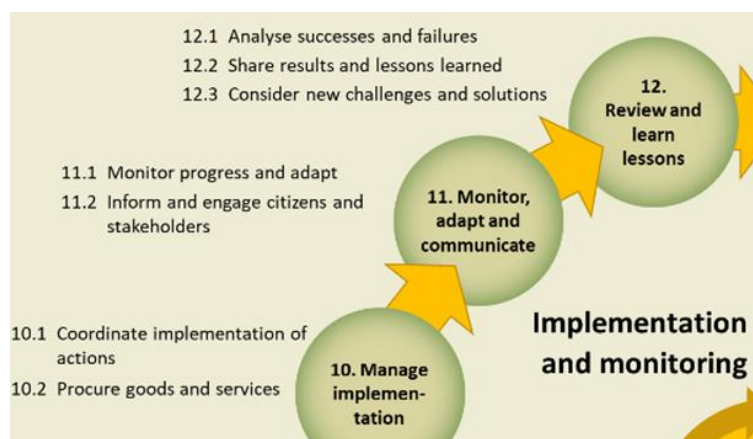 12.1 Analyse successes and failures
12.2 Share results and lessons learned
12.3 Consider new challenges and solutions
12.
Review and
learn
lessons
11.1 Monitor progress and adapt
11.2 Inform and engage citizens and
stakeholders
11. Monitor,
adapt and
communicate
10.1 Coordinate implementation of
actions
10.2 Procure goods and services
10. Manage
implemen-
tation
Implementation
and monitoring